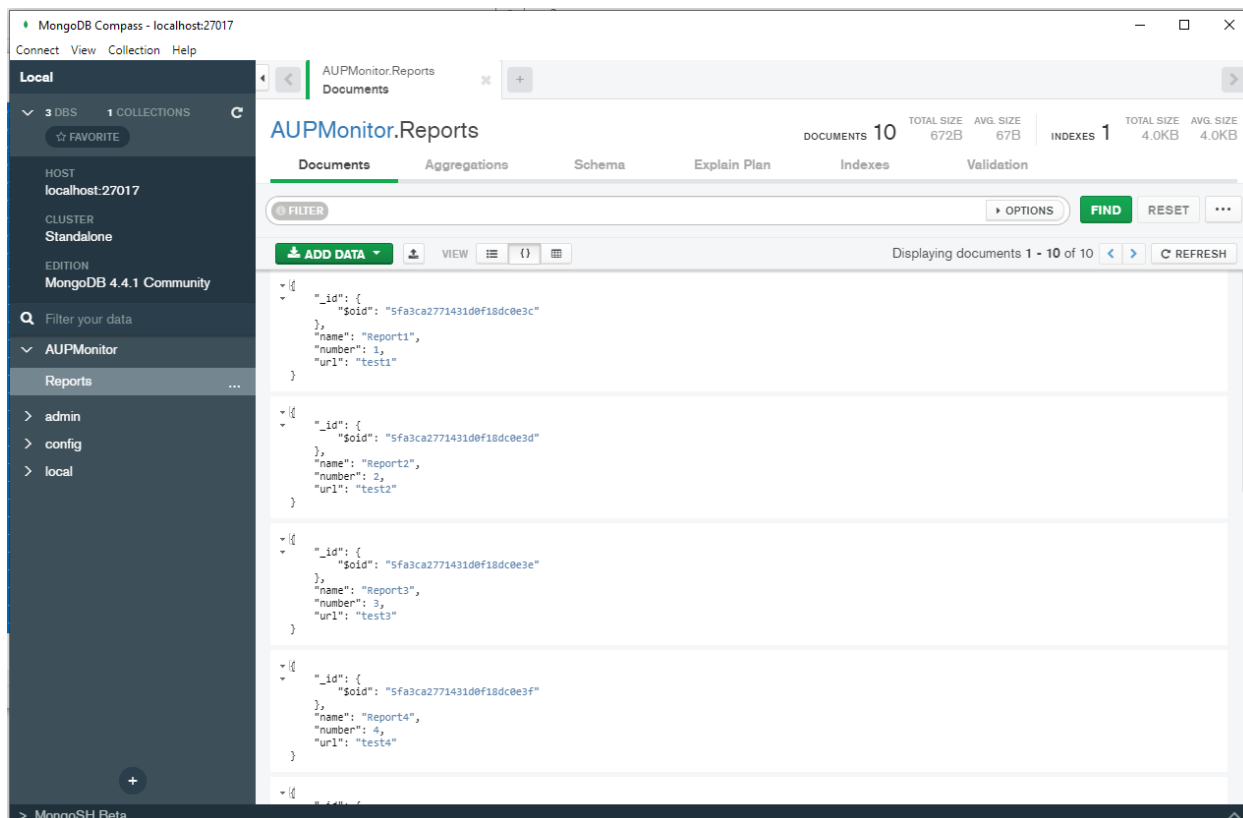 MongoDB Compass - localhost:27017
Connect View Collection Help
Local
3 DBS 1 COLLECTIONS
FAVORITE
HOST
localhost:27017
CLUSTER
Standalone
EDITION
MongoDB 4.4.1 Community
Filter your data
AUPMonitor
Reports ...
admin
config
local
+
AUPMonitor.Reports
Documents
+
AUPMonitor.Reports
DOCUMENTS 10 TOTAL SIZE 672B AVG. SIZE 67B INDEXES 1 TOTAL SIZE 4.0KB AVG. SIZE 4.0KB
Documents Aggregations Schema Explain Plan Indexes Validation
FILTER OPTIONS FIND RESET ...
ADD DATA VIEW {} Displaying documents 1 - 10 of 10 < > REFRESH
{
"_id": {
"$oid": "5fa3ca2771431d0f18dc0e3c"
},
"name": "Report1",
"number": 1,
"url": "test1"
}
{
"_id": {
"$oid": "5fa3ca2771431d0f18dc0e3d"
},
"name": "Report2",
"number": 2,
"url": "test2"
}
{
"_id": {
"$oid": "5fa3ca2771431d0f18dc0e3e"
},
"name": "Report3",
"number": 3,
"url": "test3"
}
{
"_id": {
"$oid": "5fa3ca2771431d0f18dc0e3f"
},
"name": "Report4",
"number": 4,
"url": "test4"
}
{
"_id": {
> MongoSH Beta